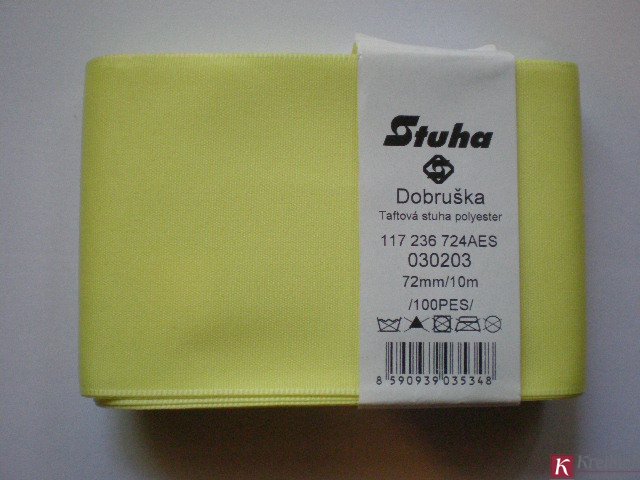 Stuha
Dobruška
Taftová stuha polyester
117 236 724AES
030203
72mm/10m
/100PES/
8 590939 035348
K